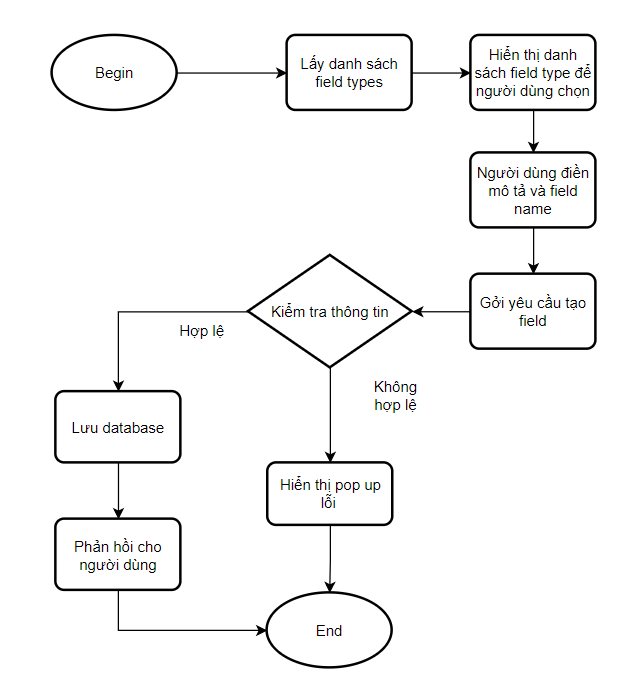 Begin
Lấy danh sách
field types
Hiển thị danh
sách field type để
người dùng chọn
Người dùng điền
mô tả và field
name
Gởi yêu cầu tạo
field
Kiểm tra thông tin
Hợp lệ
Không
hợp lệ
Lưu database
Hiển thị pop up
lỗi
Phản hồi cho
người dùng
End